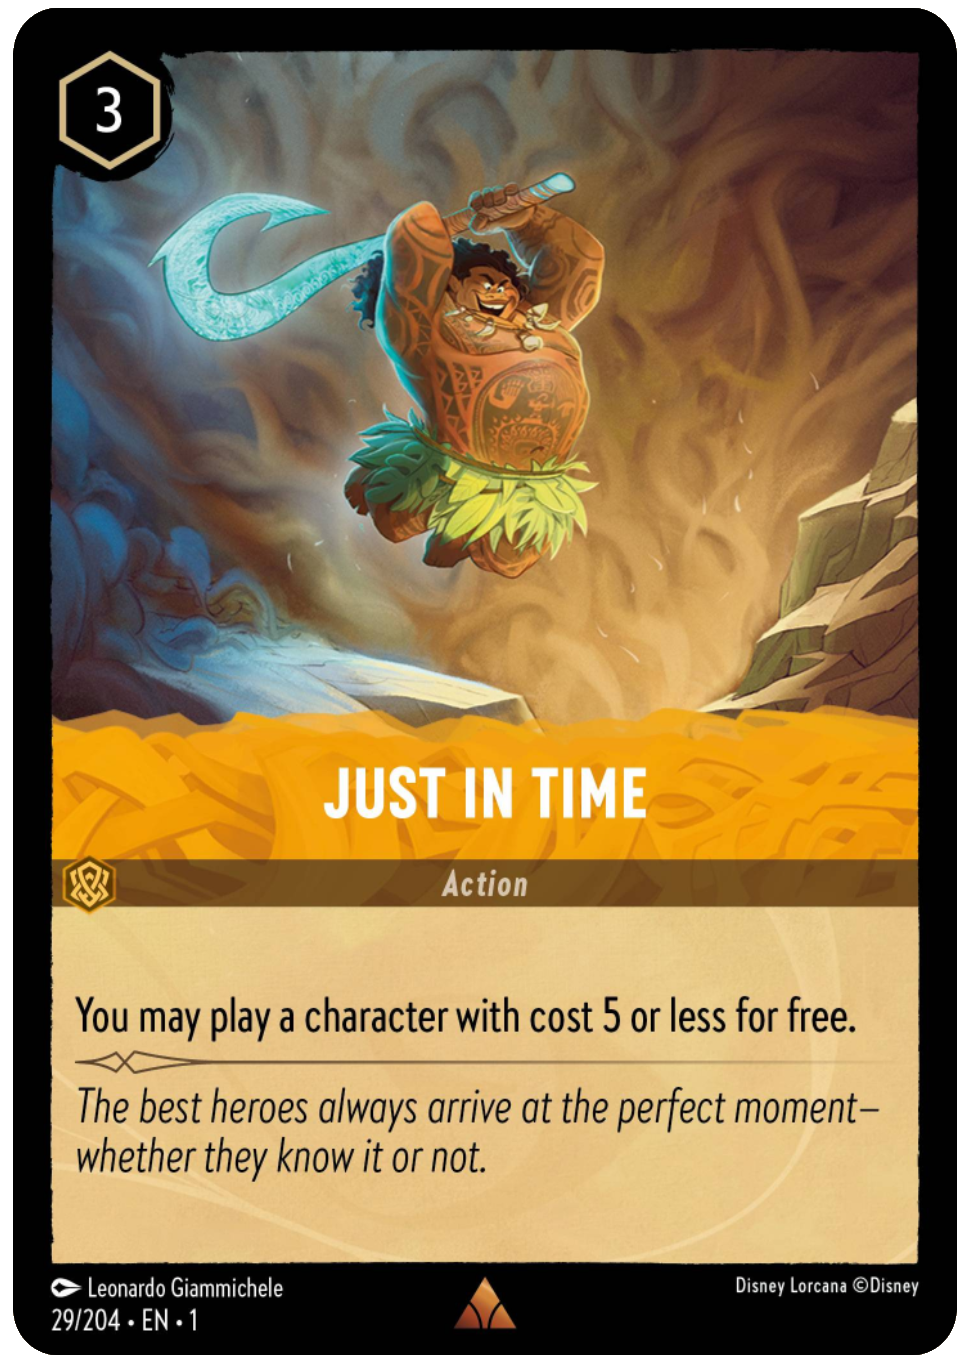 3
JUST IN TIME
Action
You may play a character with cost 5 or less for free.
The best heroes always arrive at the perfect moment—
whether they know it or not.
Leonardo Giammichele
Disney Lorcana ©Disney
29/204 • EN • 1